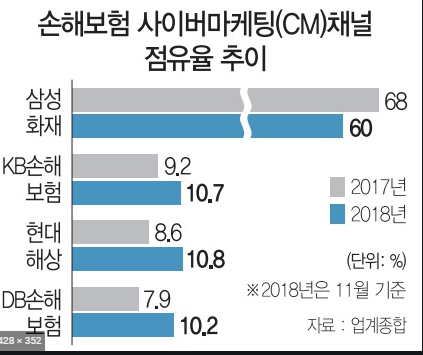 손해보험 사이버마케팅(CM)채널
점유율 추이
삼성
화재
68
60
KB손해
보험
9.2
10.7
현대
해상
8.6
10.8
DB손해
보험
7.9
10.2
2017년
2018년
(단위: %)
※2018년은 11월 기준
자료 : 업계종합
428 × 352